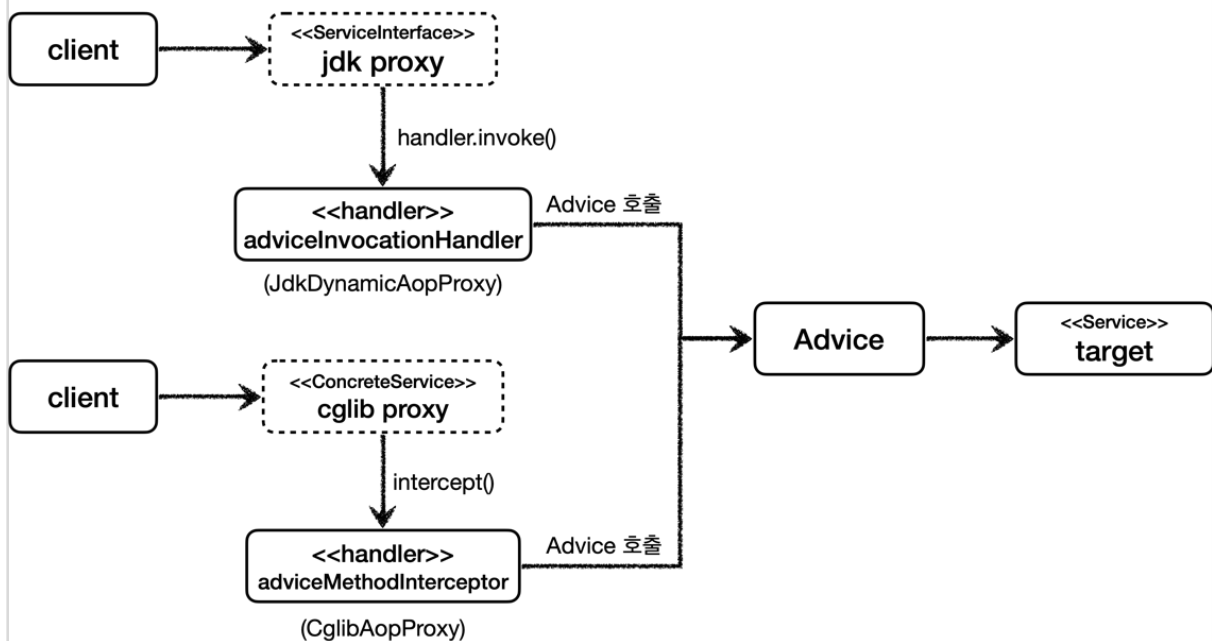 client
<<ServiceInterface>>
jdk proxy
handler.invoke()
<<handler>>
adviceInvocationHandler
(JdkDynamicAopProxy)
Advice 호출
Advice
<<Service>>
target
client
<<ConcreteService>>
cglib proxy
intercept()
<<handler>>
adviceMethodInterceptor
(CglibAopProxy)
Advice 호출